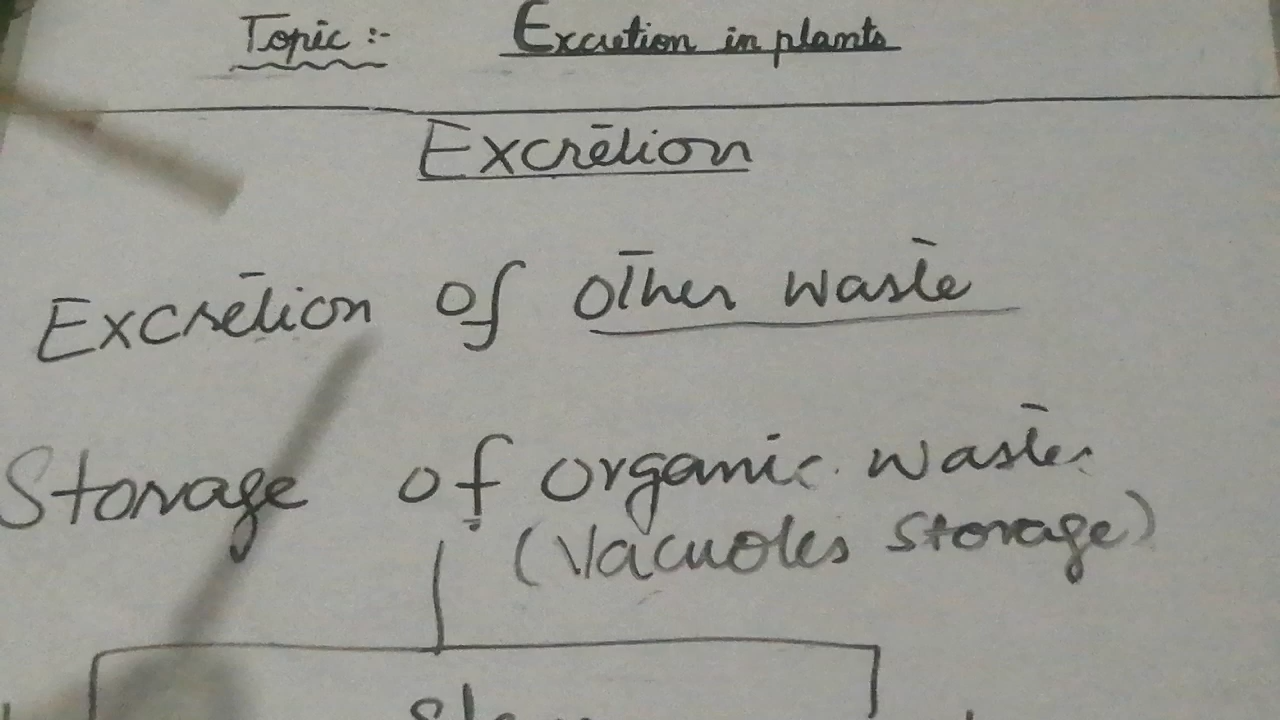 Topic :- Excretion in plants
Excretion
Excretion of other waste
Storage of organic waste
(Vacuoles storage)